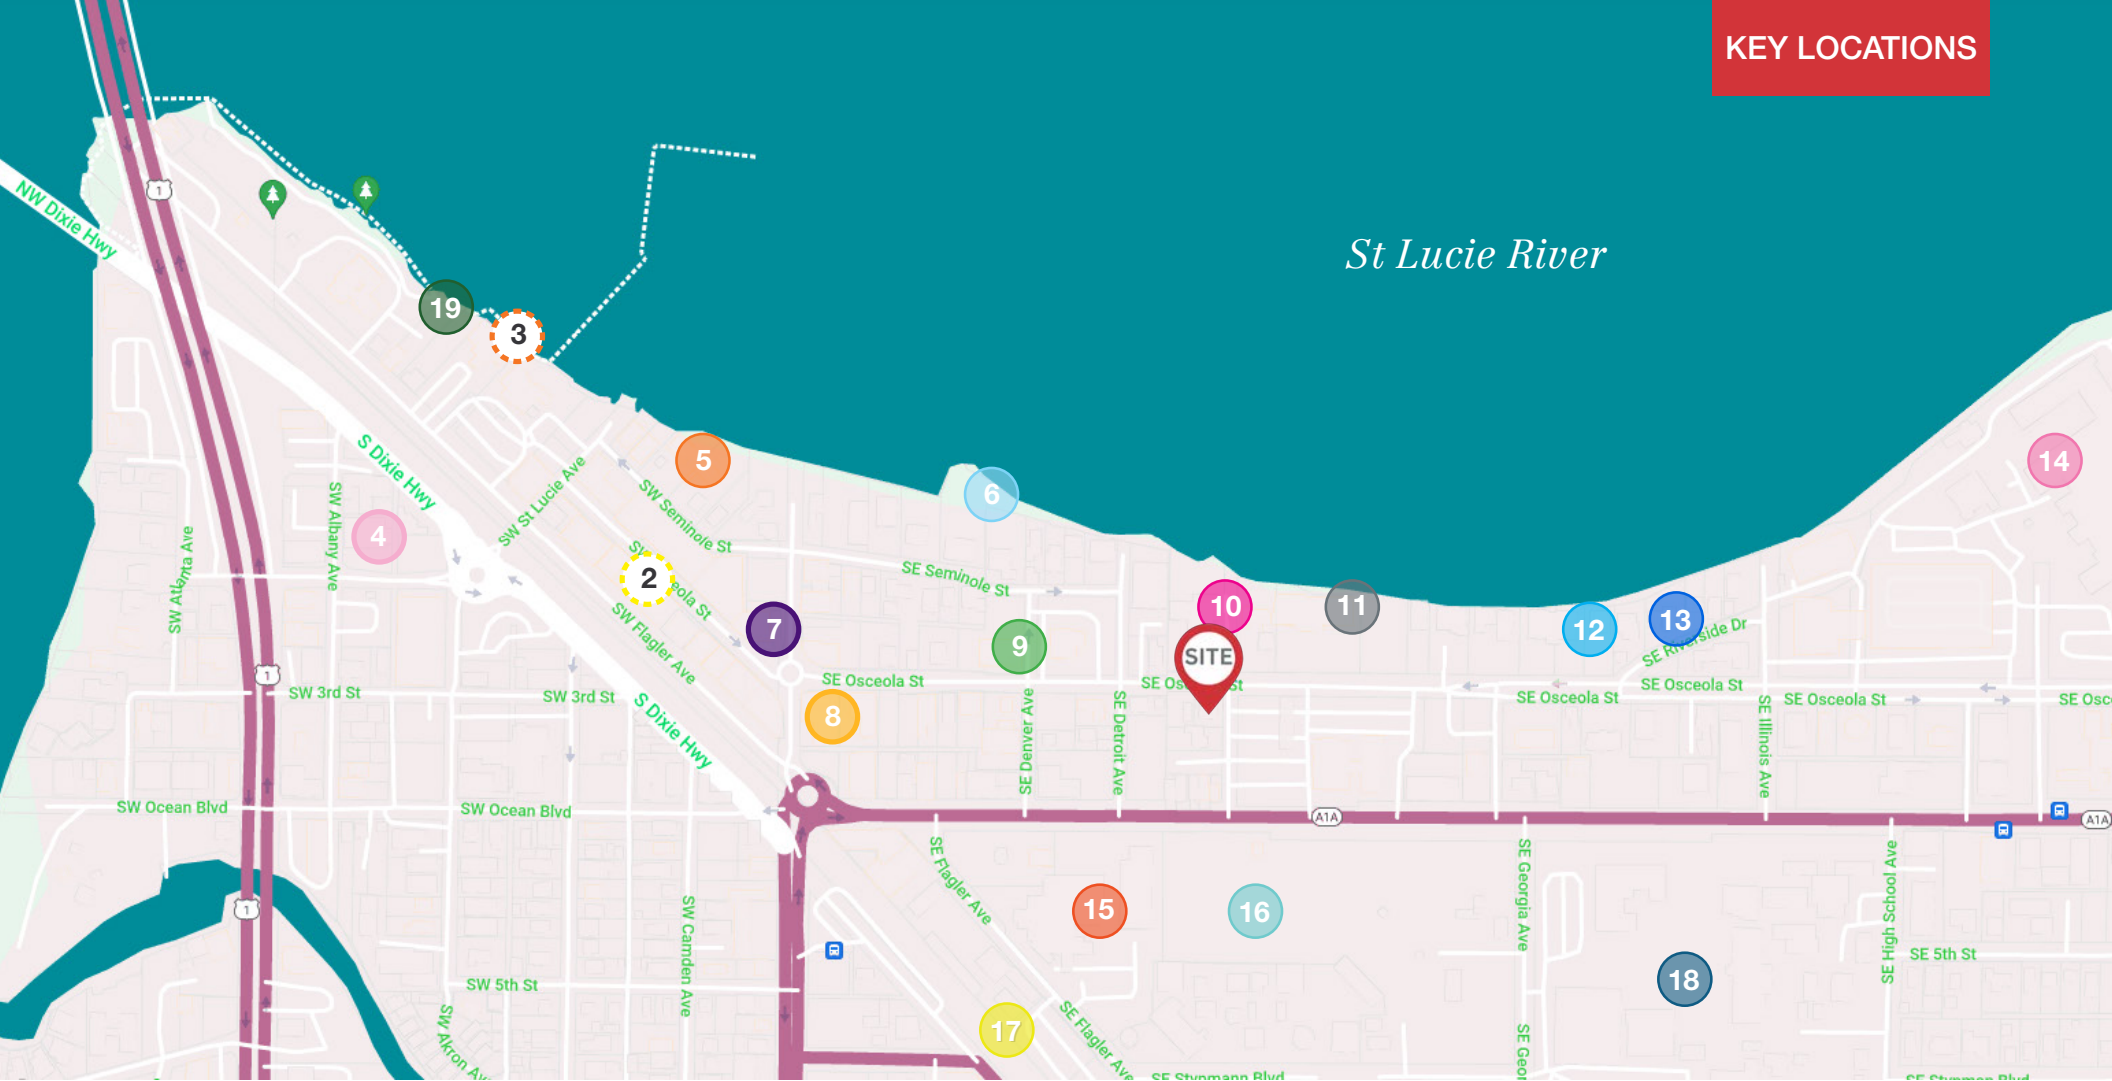 KEY LOCATIONS
1
NW Dixie Hwy
St Lucie River
19
3
5
14
S Dixie Hwy
SW St Lucie Ave
SW Seminole St
6
SW Albany Ave
4
SW Atlanta Ave
2
SE Seminole St
SW Flagler Ave
7
9
10
11
12
13
SE Riverside Dr
SITE
1
SW 3rd St
SW 3rd St
S Dixie Hwy
8
SE Osceola St
SE Denver Ave
SE Detroit Ave
SE Osceola St
SE Osceola St
SE Illinois Ave
SE Osceola St
SW Ocean Blvd
SW Ocean Blvd
A1A
A1A
1
SE Flagler Ave
15
16
SE Georgia Ave
SE High School Ave
SE 5th St
18
SW Camden Ave
SW 5th St
SW Akron
17
SE Flagler Ave
SE Stypmann Blvd